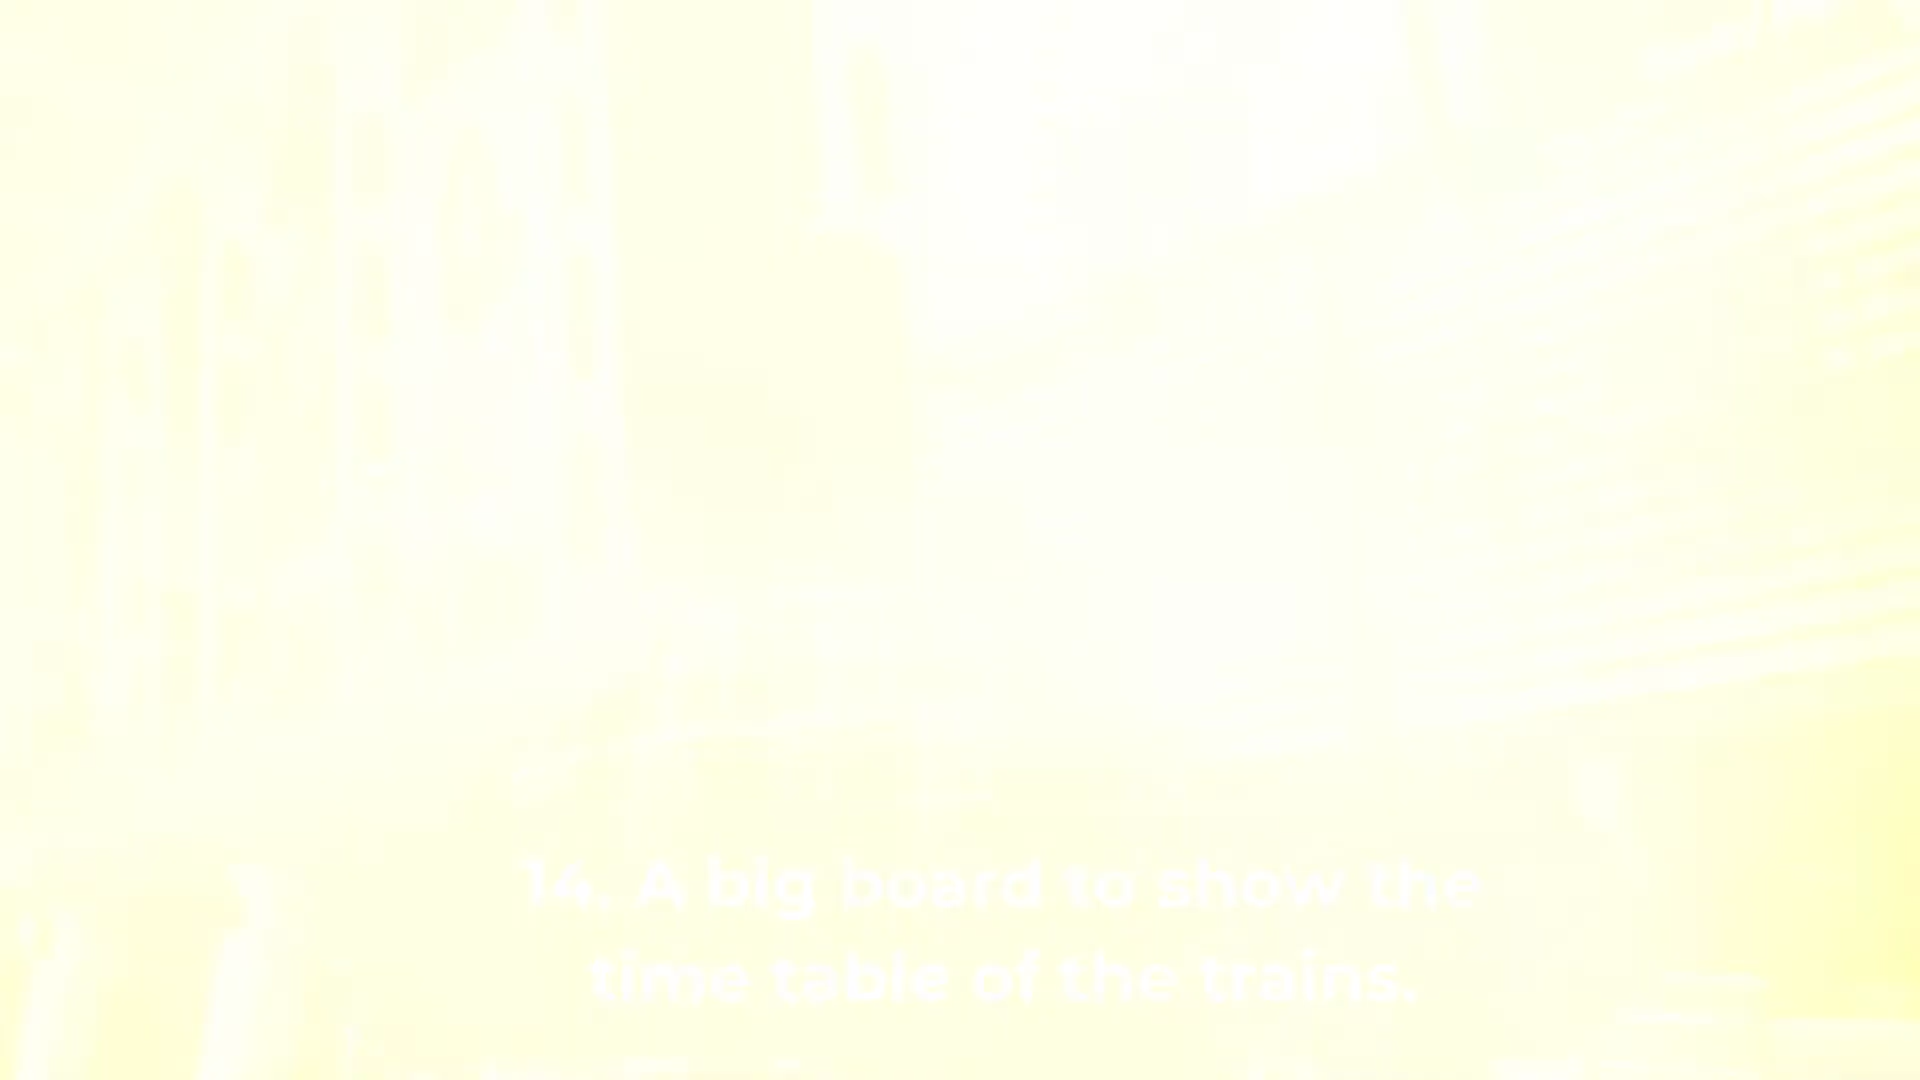 14. A big board to show the
time table of the trains.